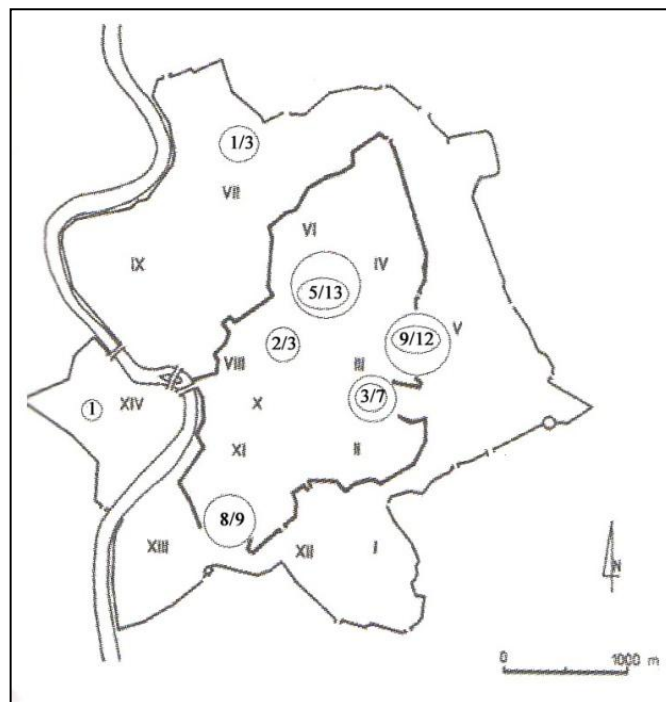 1/3
VII
VI
IX
IV
5/13
9/12
V
2/3
VIII
III
3/7
1
XIV
X
XI
II
8/9
XIII
XII
I
N
0
1000 m